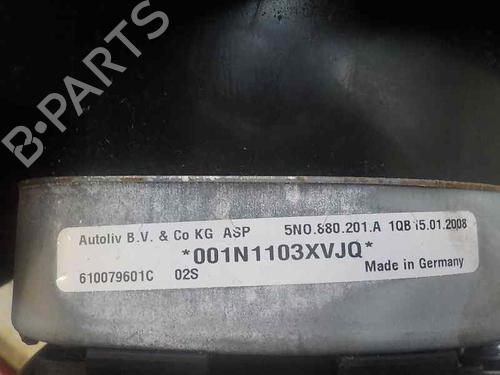 B-PARTS
Autoliv B.V. & Co KG ASP 5N0.880.201.A 1QB 15.01.2008
*001N1103XVJQ*
610079601C 02S Made in Germany